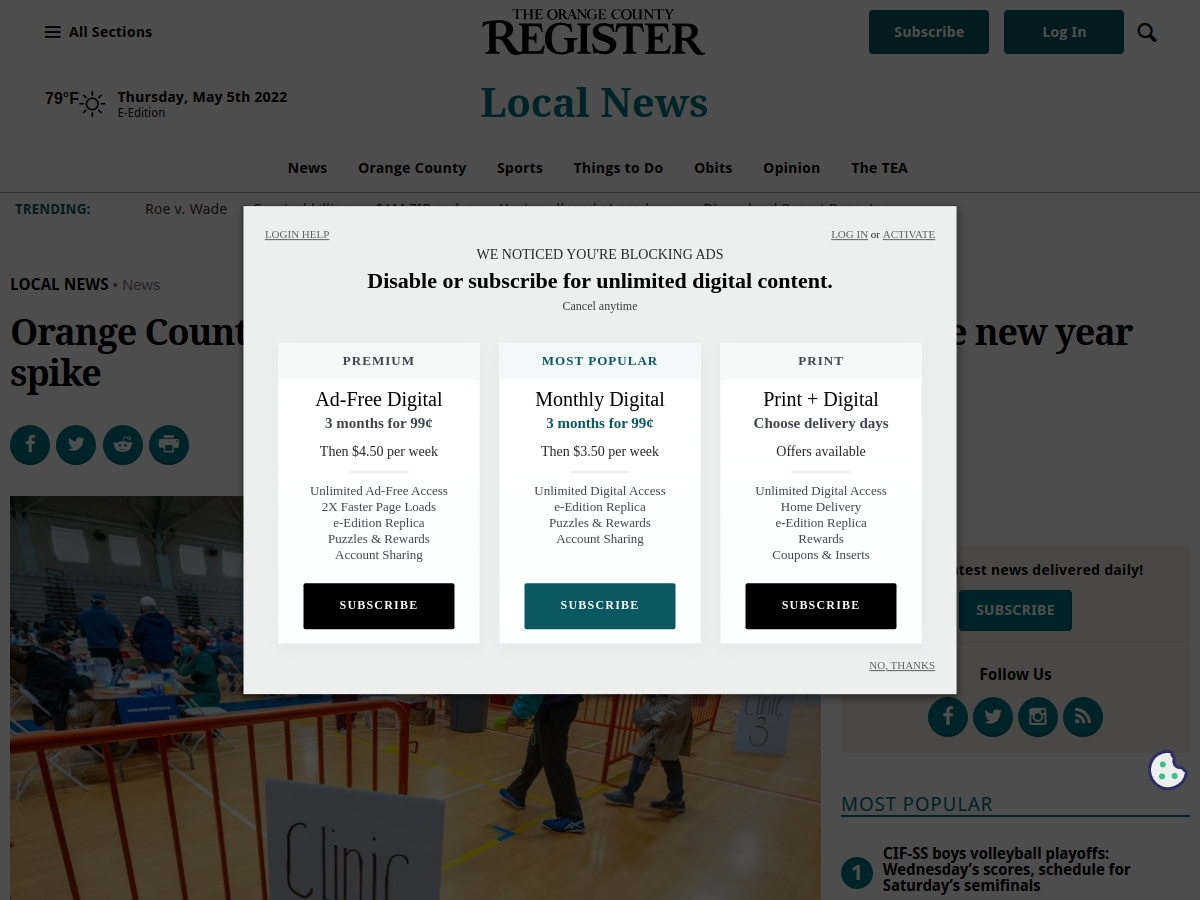 All Sections
THE ORANGE COUNTY
REGISTER
Subscribe
Log In
79°F
Thursday, May 5th 2022
E-Edition
Local News
News
Orange County
Sports
Things to Do
Obits
Opinion
The TEA
TRENDING:
Roe v. Wade
LOCAL NEWS • News
Orange Count
e new year
spike
LOGIN HELP
LOG IN or ACTIVATE
WE NOTICED YOU'RE BLOCKING ADS
Disable or subscribe for unlimited digital content.
Cancel anytime
PREMIUM
Ad-Free Digital
3 months for 99¢
Then $4.50 per week
Unlimited Ad-Free Access
2X Faster Page Loads
e-Edition Replica
Puzzles & Rewards
Account Sharing
SUBSCRIBE
MOST POPULAR
Monthly Digital
3 months for 99¢
Then $3.50 per week
Unlimited Digital Access
e-Edition Replica
Puzzles & Rewards
Account Sharing
SUBSCRIBE
PRINT
Print + Digital
Choose delivery days
Offers available
Unlimited Digital Access
Home Delivery
e-Edition Replica
Rewards
Coupons & Inserts
SUBSCRIBE
NO, THANKS
test news delivered daily!
SUBSCRIBE
Follow Us
Clinic
3
Clinic
MOST POPULAR
1
CIF-SS boys volleyball playoffs:
Wednesday's scores, schedule for
Saturday's semifinals